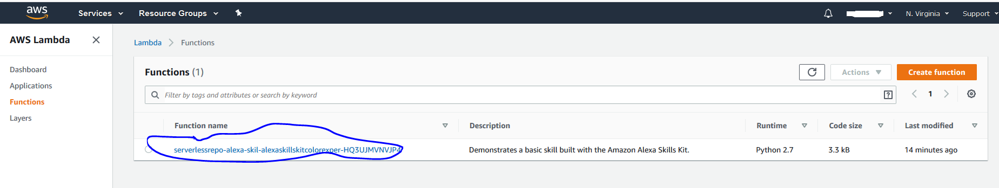 aws Services Resource Groups N. Virginia Support
AWS Lambda
Dashboard
Applications
Functions
Layers
Lambda Functions
Functions (1) Actions Create function
Filter by tags and attributes or search by keyword ? 1
Function name Description Runtime Code size Last modified
serverlessrepo-alexa-skil-alexaskillskitcolorexper-HQ3UJMVNVJP4 Demonstrates a basic skill built with the Amazon Alexa Skills Kit. Python 2.7 3.3 kB 14 minutes ago